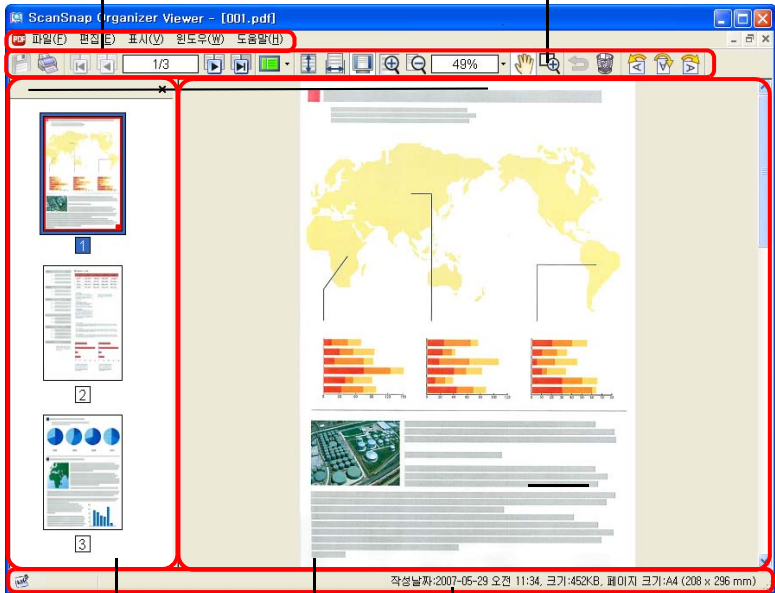 ScanSnap Organizer Viewer - [001.pdf]
파일(F) 편집(E) 표시(V) 윈도우(W) 도움말(H)
1/3 49%
1
2
3
작성날짜:2007-05-29 오전 11:34, 크기:452KB, 페이지 크기:A4 (208 x 296 mm)